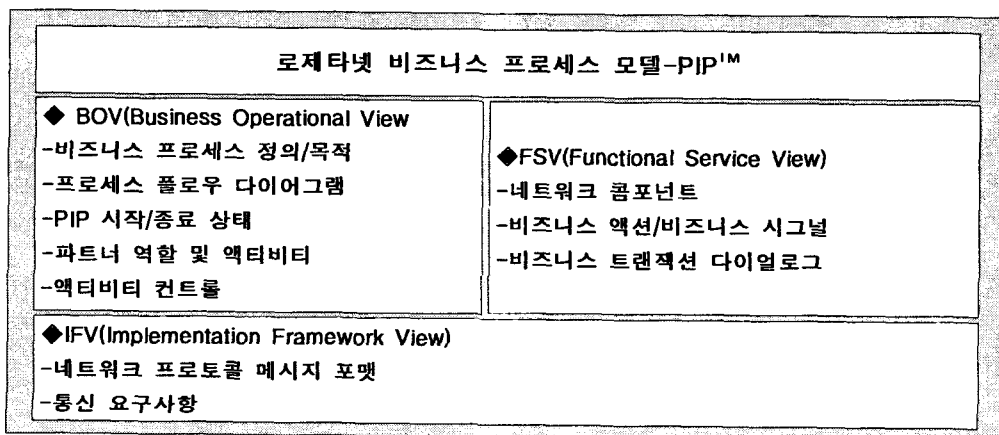 로제타넷 비즈니스 프로세스 모델-PIP™
◆ BOV(Business Operational View
-비즈니스 프로세스 정의/목적
-프로세스 플로우 다이어그램
-PIP 시작/종료 상태
-파트너 역할 및 액티비티
-액티비티 컨트롤
◆FSV(Functional Service View)
-네트워크 콤포넌트
-비즈니스 액션/비즈니스 시그널
-비즈니스 트랜잭션 다이얼로그
◆IFV(Implementation Framework View)
-네트워크 프로토콜 메시지 포맷
-통신 요구사항